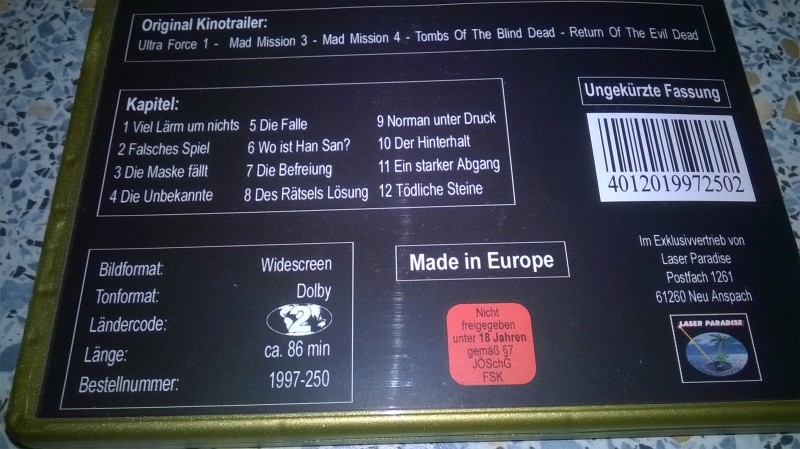 Original Kinotrailer:
Ultra Force 1 - Mad Mission 3 - Mad Mission 4 - Tombs Of The Blind Dead - Return Of The Evil Dead
Kapitel:
1 Viel Lärm um nichts
2 Falsches Spiel
3 Die Maske fällt
4 Die Unbekannte
5 Die Falle
6 Wo ist Han San?
7 Die Befreiung
8 Des Rätsels Lösung
9 Norman unter Druck
10 Der Hinterhalt
11 Ein starker Abgang
12 Tödliche Steine
Ungekürzte Fassung
4012019972502
Bildformat: Widescreen
Tonformat: Dolby
Ländercode: 2
Länge: ca. 86 min
Bestellnummer: 1997-250
Made in Europe
Nicht
freigegeben
unter 18 Jahren
gemäß §7
JÖSchG
FSK
Im Exklusivvertrieb von
Laser Paradise
Postfach 1261
61260 Neu Anspach
LASER PARADISE